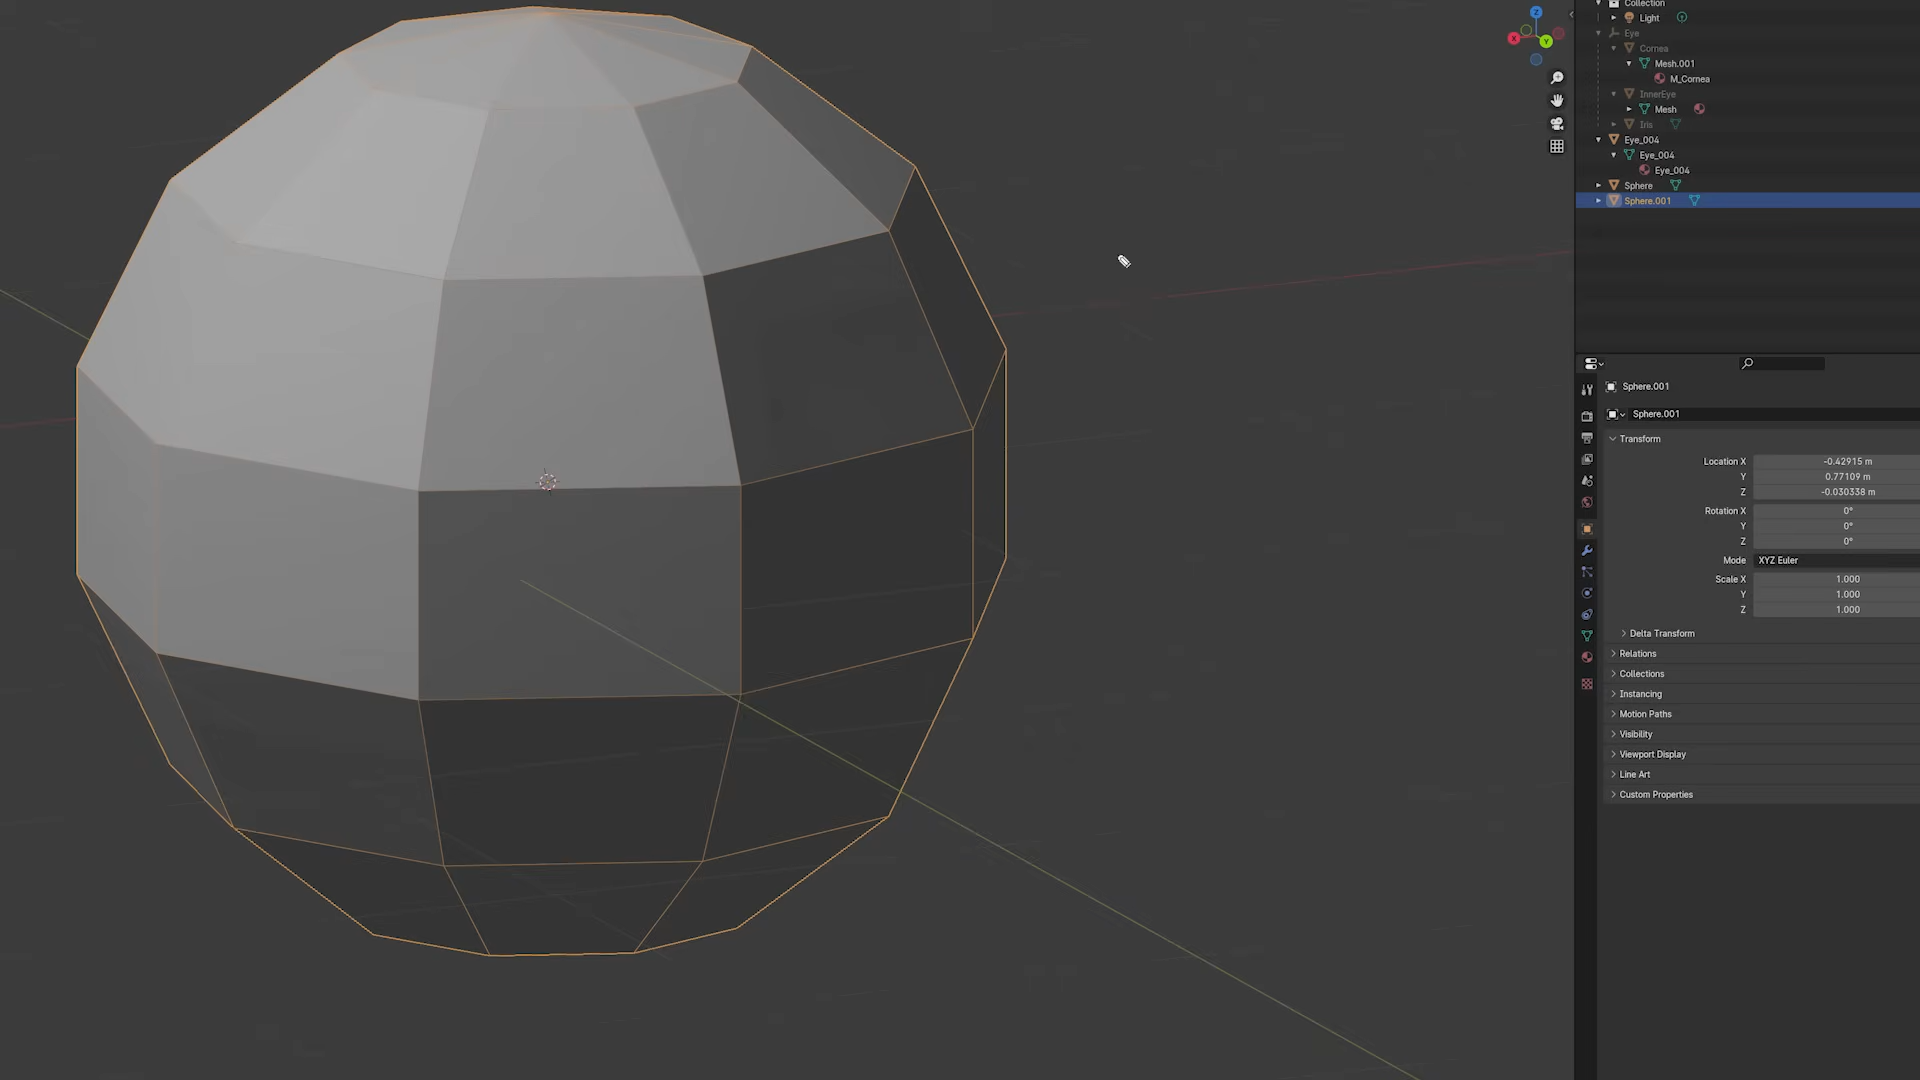 Z
X
Y
Collection
Light
Eye
Cornea
Mesh.001
M_Cornea
InnerEye
Mesh
Iris
Eye_004
Eye_004
Eye_004
Sphere
Sphere.001
Sphere.001
Sphere.001
Transform
Location X -0.42915 m
Y 0.77109 m
Z -0.030338 m
Rotation X 0°
Y 0°
Z 0°
Mode XYZ Euler
Scale X 1.000
Y 1.000
Z 1.000
Delta Transform
Relations
Collections
Instancing
Motion Paths
Visibility
Viewport Display
Line Art
Custom Properties